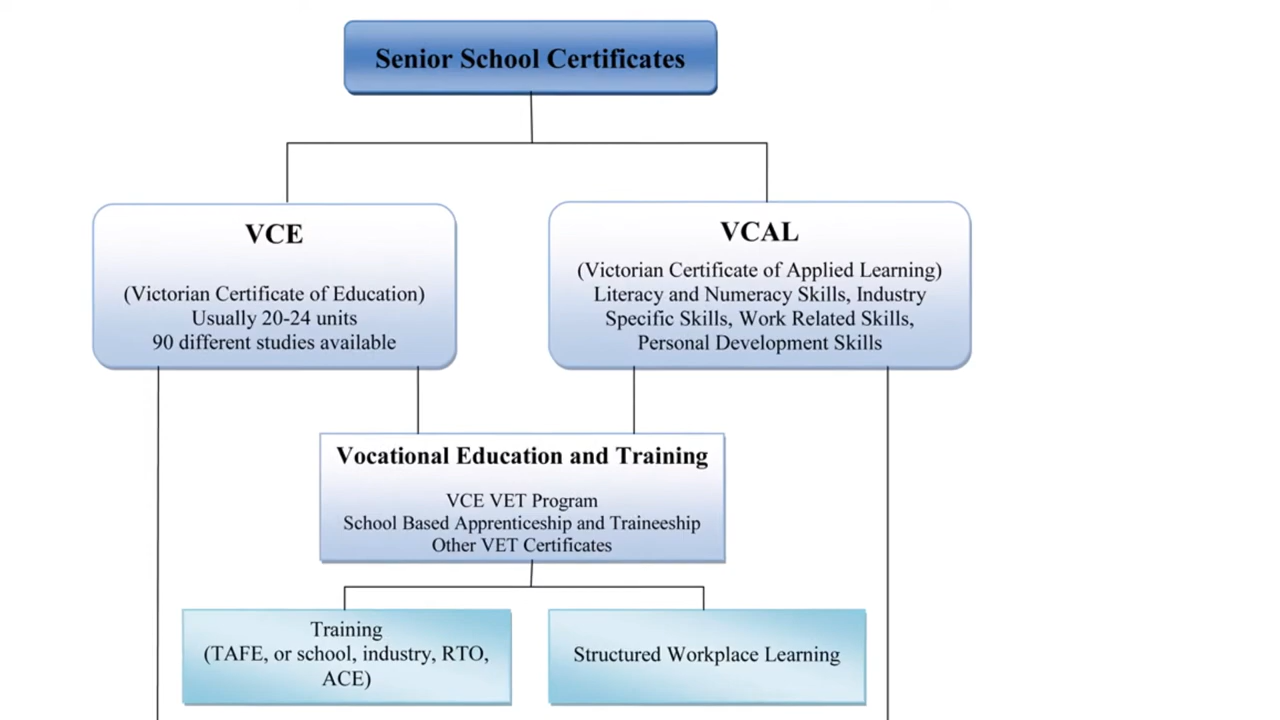 Senior School Certificates
VCE
(Victorian Certificate of Education)
Usually 20-24 units
90 different studies available
VCAL
(Victorian Certificate of Applied Learning)
Literacy and Numeracy Skills, Industry
Specific Skills, Work Related Skills,
Personal Development Skills
Vocational Education and Training
VCE VET Program
School Based Apprenticeship and Traineeship
Other VET Certificates
Training
(TAFE, or school, industry, RTO,
ACE)
Structured Workplace Learning